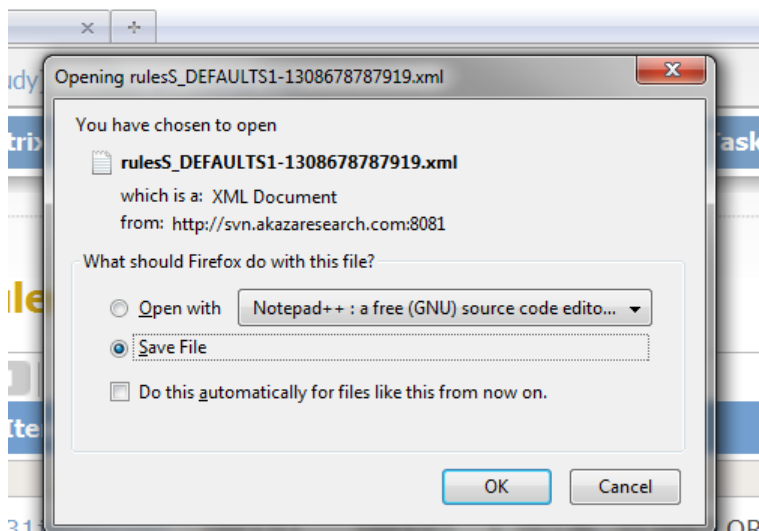 Opening rulesS_DEFAULTS1-1308678787919.xml
You have chosen to open
rulesS_DEFAULTS1-1308678787919.xml
which is a: XML Document
from: http://svn.akazaresearch.com:8081
What should Firefox do with this file?
Open with Notepad++ : a free (GNU) source code edito...
Save File
Do this automatically for files like this from now on.
OK Cancel
OR